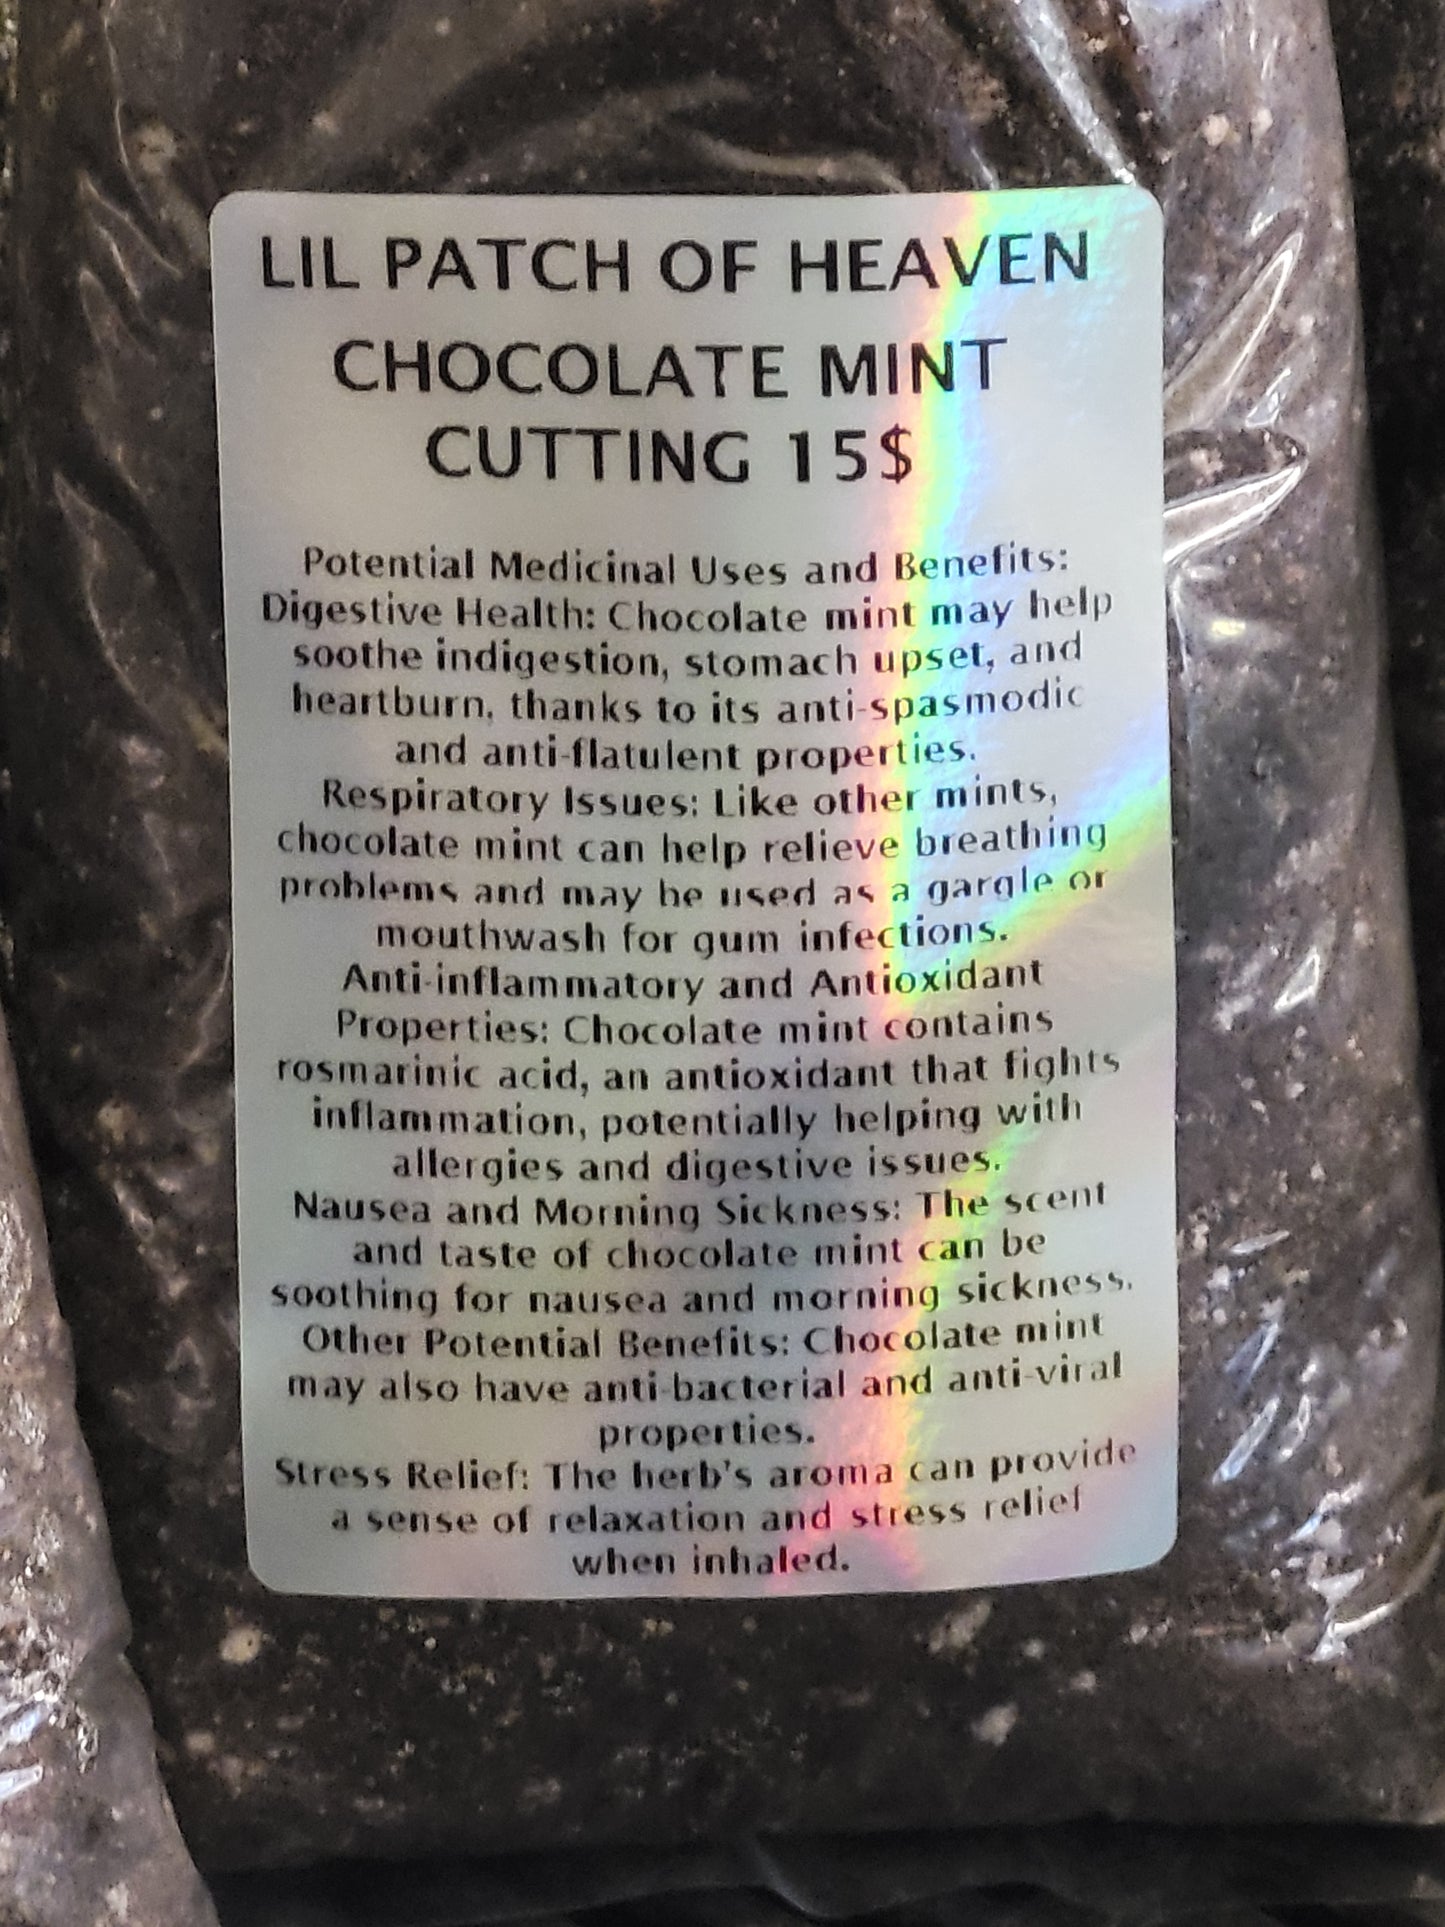 LIL PATCH OF HEAVEN
CHOCOLATE MINT
CUTTING 15$
Potential Medicinal Uses and Benefits:
Digestive Health: Chocolate mint may help
soothe indigestion, stomach upset, and
heartburn, thanks to its anti-spasmodic
and anti-flatulent properties.
Respiratory Issues: Like other mints,
chocolate mint can help relieve breathing
problems and may be used as a gargle or
mouthwash for gum infections.
Anti-inflammatory and Antioxidant
Properties: Chocolate mint contains
rosmarinic acid, an antioxidant that fights
inflammation, potentially helping with
allergies and digestive issues.
Nausea and Morning Sickness: The scent
and taste of chocolate mint can be
soothing for nausea and morning sickness.
Other Potential Benefits: Chocolate mint
may also have anti-bacterial and anti-viral
properties.
Stress Relief: The herb's aroma can provide
a sense of relaxation and stress relief
when inhaled.